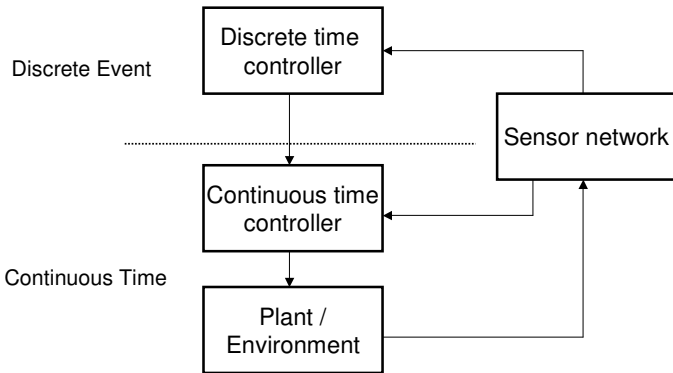 Discrete time
controller
Discrete Event
Sensor network
Continuous time
controller
Continuous Time
Plant /
Environment